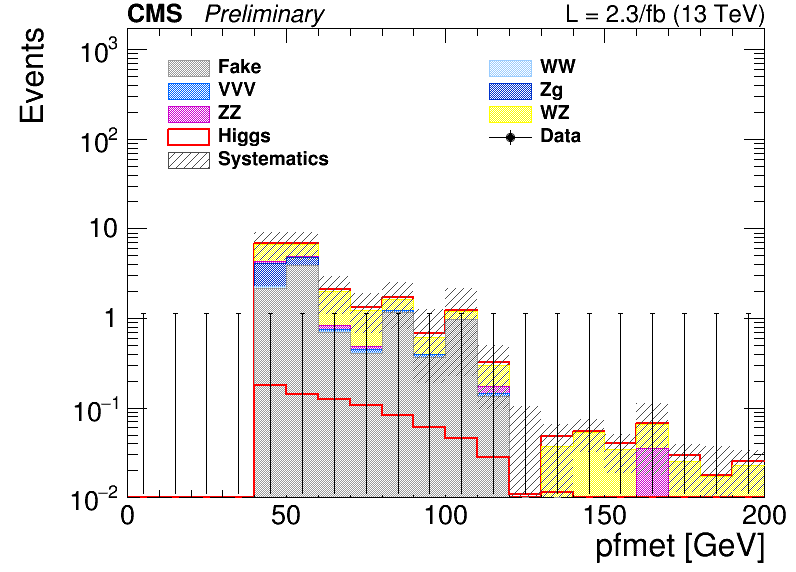 CMS Preliminary L = 2.3/fb (13 TeV)
Events
10³
10²
10
1
10⁻¹
10⁻²
Fake
VVV
ZZ
Higgs
Systematics
WW
Zg
WZ
Data
0 50 100 150 200
pfmet [GeV]